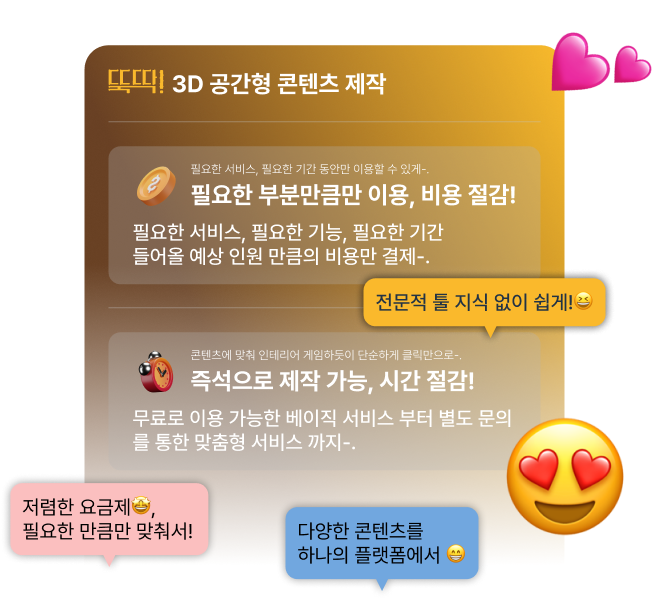 뚝딱! 3D 공간형 콘텐츠 제작
필요한 서비스, 필요한 기간 동안만 이용할 수 있게-.
필요한 부분만큼만 이용, 비용 절감!
필요한 서비스, 필요한 기능, 필요한 기간
들어올 예상 인원 만큼의 비용만 결제-.
전문적 툴 지식 없이 쉽게!😆
콘텐츠에 맞춰 인테리어 게임하듯이 단순하게 클릭만으로-.
즉석으로 제작 가능, 시간 절감!
무료로 이용 가능한 베이직 서비스 부터 별도 문의
를 통한 맞춤형 서비스 까지-.
저렴한 요금제🤩,
필요한 만큼만 맞춰서!
다양한 콘텐츠를
하나의 플랫폼에서 😁